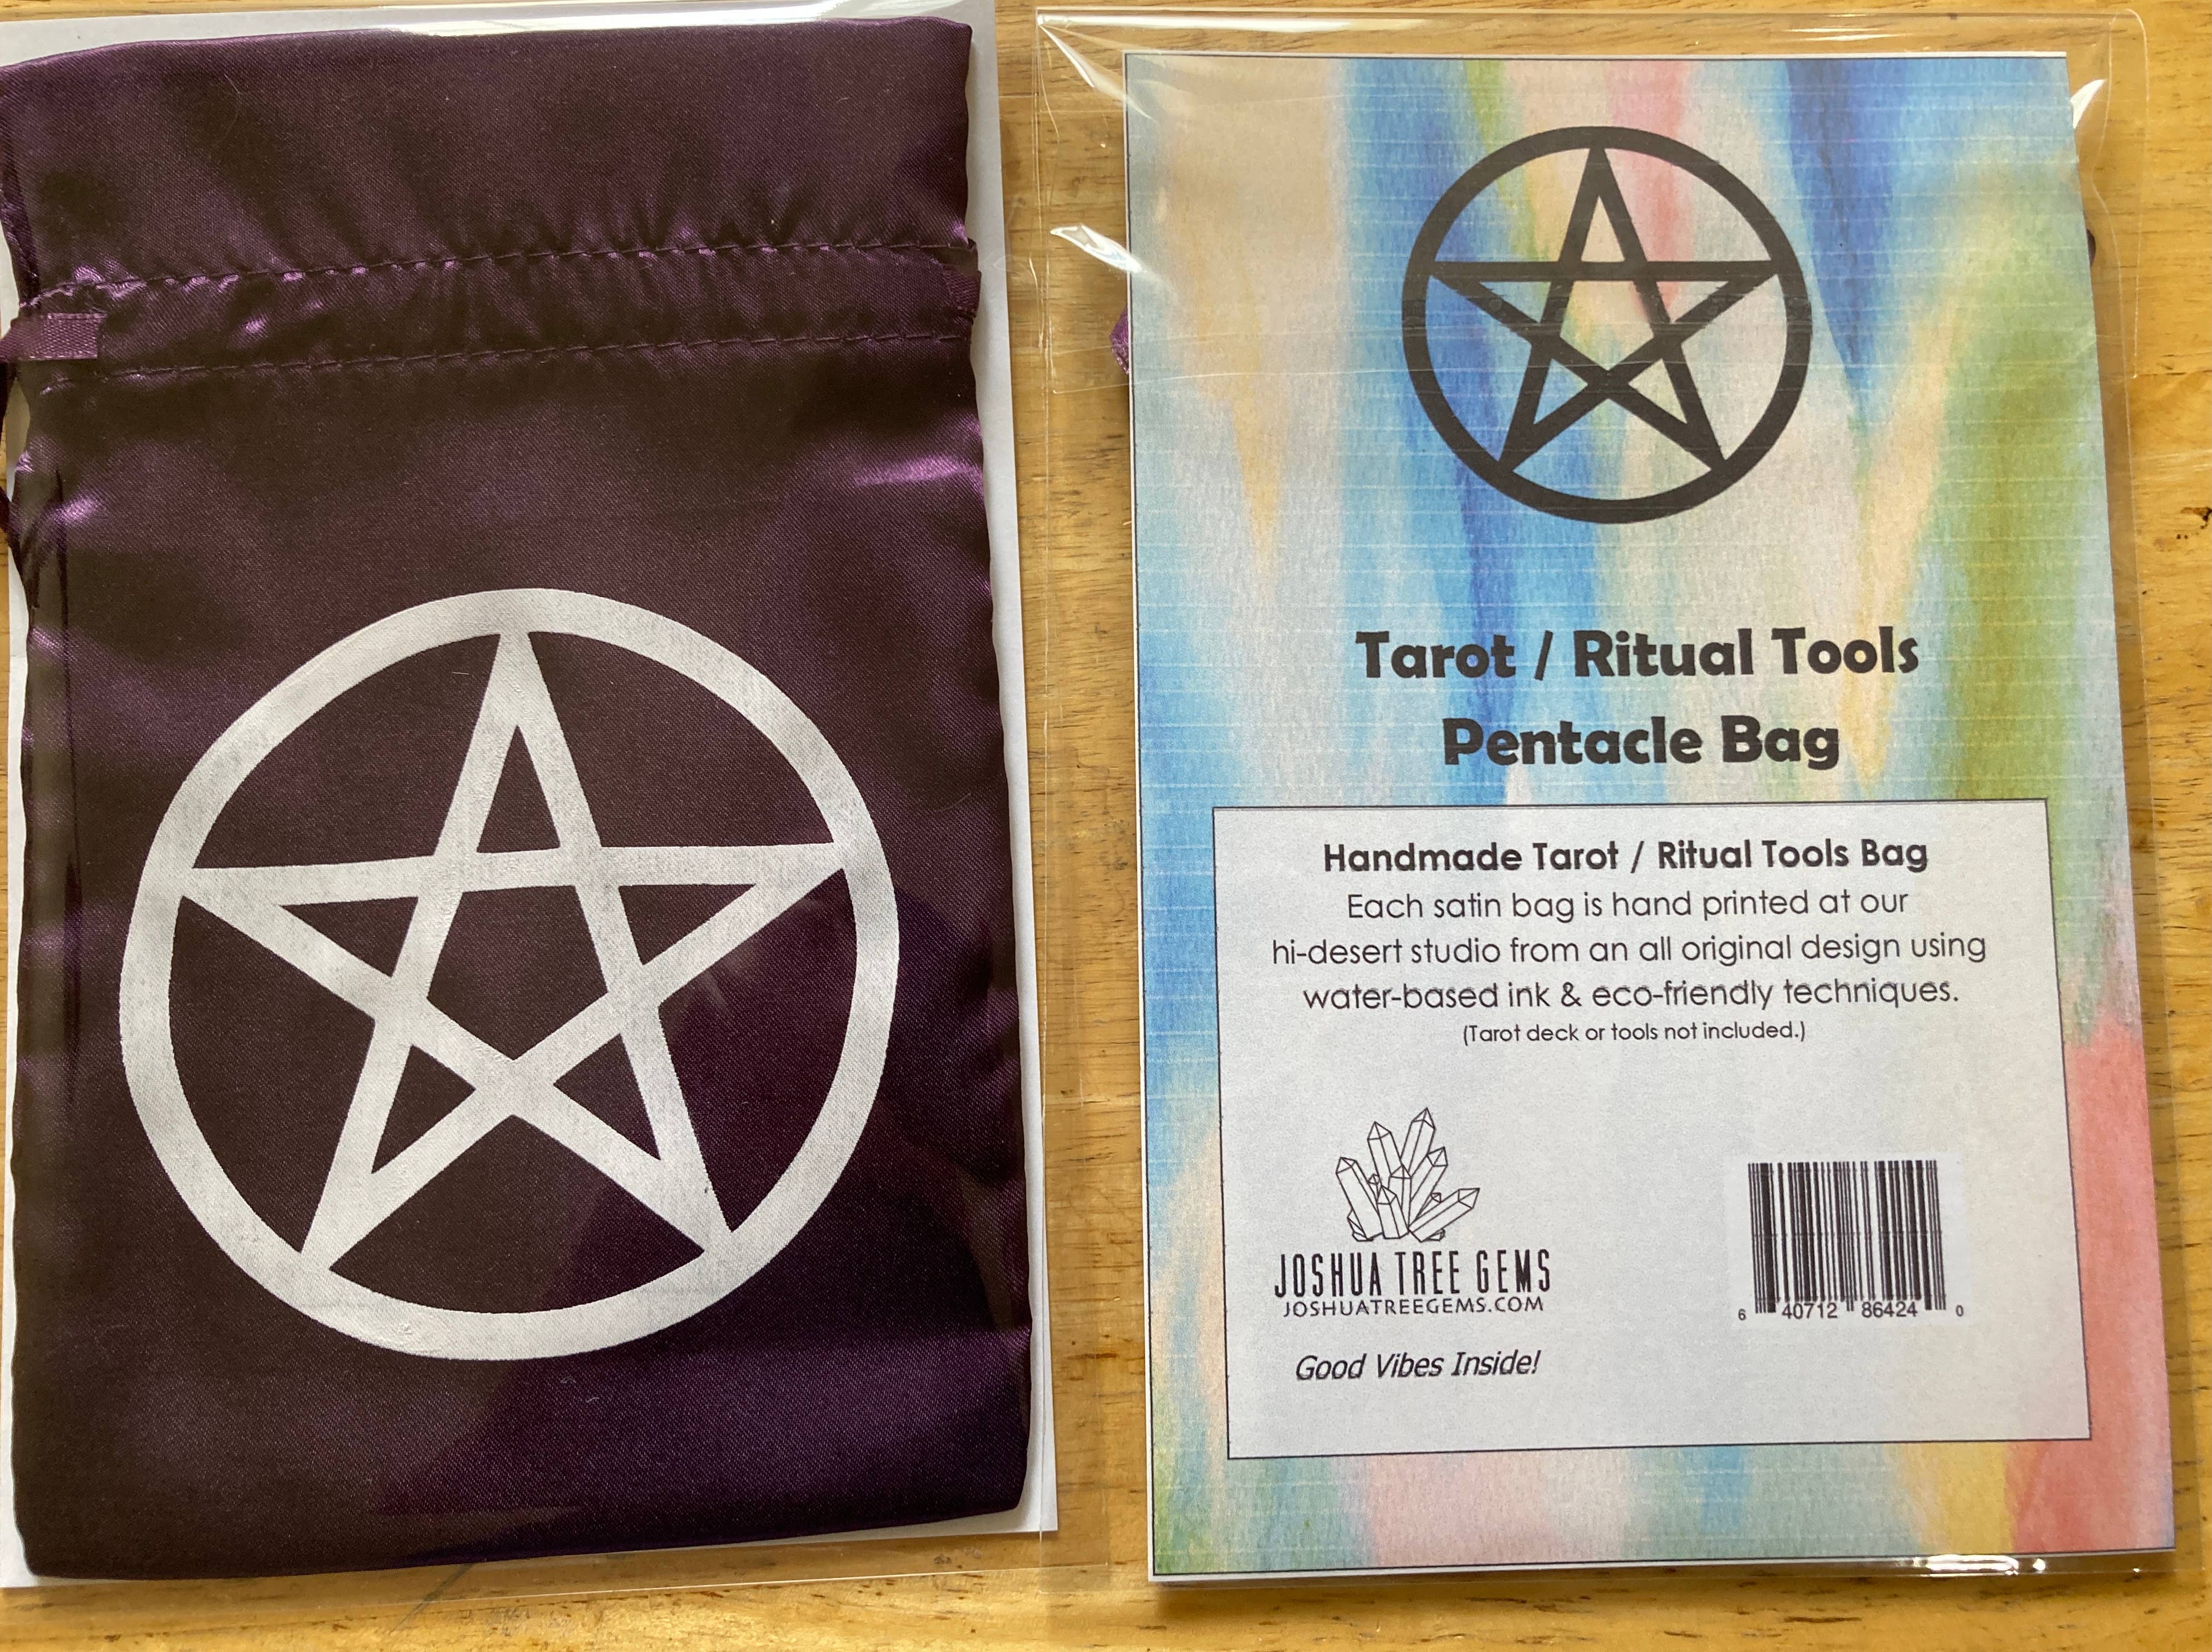 Tarot / Ritual Tools
Pentacle Bag
Handmade Tarot / Ritual Tools Bag
Each satin bag is hand printed at our
hi-desert studio from an all original design using
water-based ink & eco-friendly techniques.
(Tarot deck or tools not included.)
JOSHUA TREE GEMS
JOSHUATREEGEMS.COM
Good Vibes Inside!
6 40712 86424 0